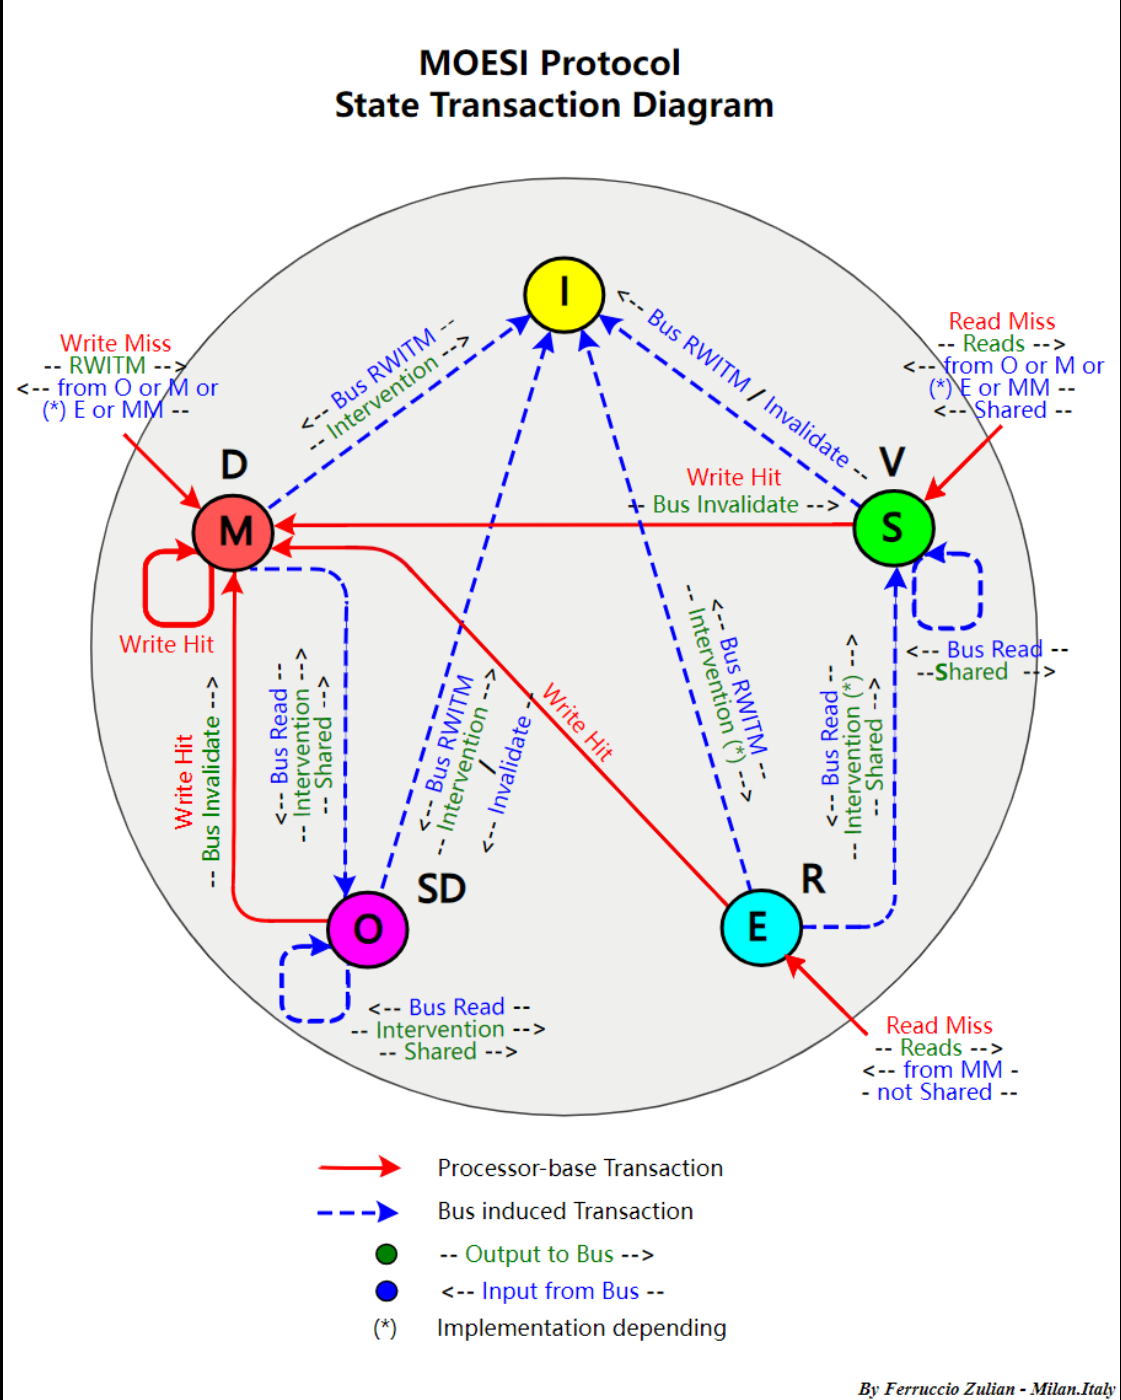 MOESI Protocol
State Transaction Diagram
I
Write Miss
-- RWITM -->
<-- from O or M or
(*) E or MM --
<-- Bus RWITM --
-- Intervention -->
<-- Bus RWITM / Invalidate --
Read Miss
-- Reads -->
<-- from O or M or
(*) E or MM --
<-- Shared --
D
M
Write Hit
-- Bus Invalidate -->
V
S
Write Hit
<-- Bus Read --
--Shared -->
Write Hit
-- Bus Invalidate -->
<-- Bus Read --
-- Intervention -->
-- Shared -->
<-- Bus RWITM
-- Intervention -->
/
<-- Invalidate --
Write Hit
<-- Bus RWITM --
-- Intervention (*) -->
<-- Bus Read --
-- Intervention (*) -->
-- Shared -->
SD
O
R
E
<-- Bus Read --
-- Intervention -->
-- Shared -->
Read Miss
-- Reads -->
<-- from MM -
- not Shared --
Processor-base Transaction
Bus induced Transaction
-- Output to Bus -->
<-- Input from Bus --
(*) Implementation depending
By Ferruccio Zulian - Milan.Italy